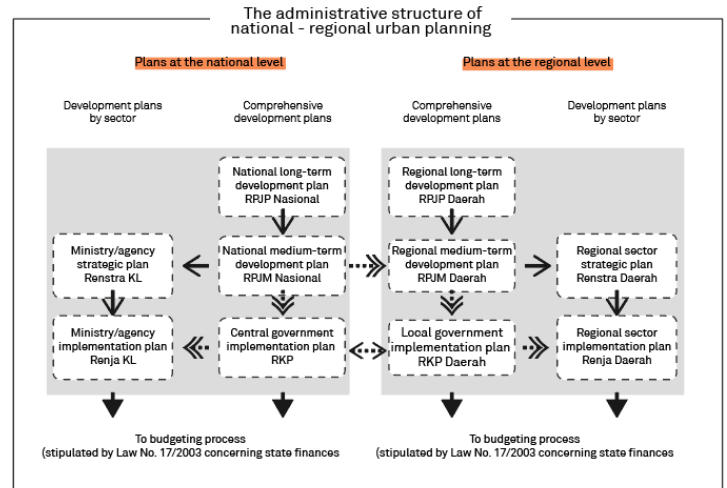 The administrative structure of
national - regional urban planning
Plans at the national level
Plans at the regional level
Development plans
by sector
Comprehensive
development plans
Comprehensive
development plans
Development plans
by sector
National long-term
development plan
RPJP Nasional
Regional long-term
development plan
RPJP Daerah
Ministry/agency
strategic plan
Renstra KL
National medium-term
development plan
RPJM Nasional
Regional medium-term
development plan
RPJM Daerah
Regional sector
strategic plan
Renstra Daerah
Ministry/agency
implementation plan
Renja KL
Central government
implementation plan
RKP
Local government
implementation plan
RKP Daerah
Regional sector
implementation plan
Renja Daerah
To budgeting process
(stipulated by Law No. 17/2003 concerning state finances
To budgeting process
(stipulated by Law No. 17/2003 concerning state finances